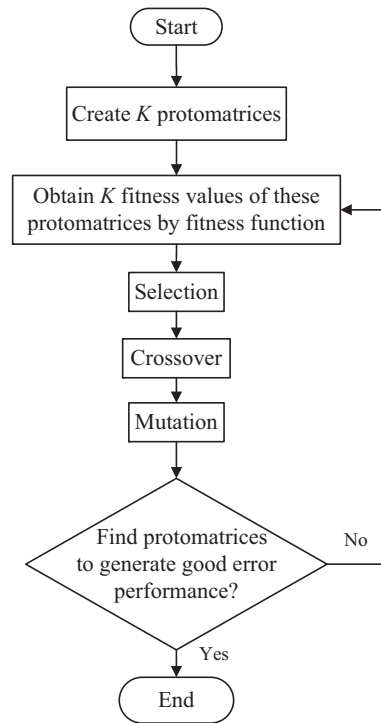 Start
Create K protomatrices
Obtain K fitness values of these
protomatrices by fitness function
Selection
Crossover
Mutation
Find protomatrices
to generate good error
performance?
No
Yes
End